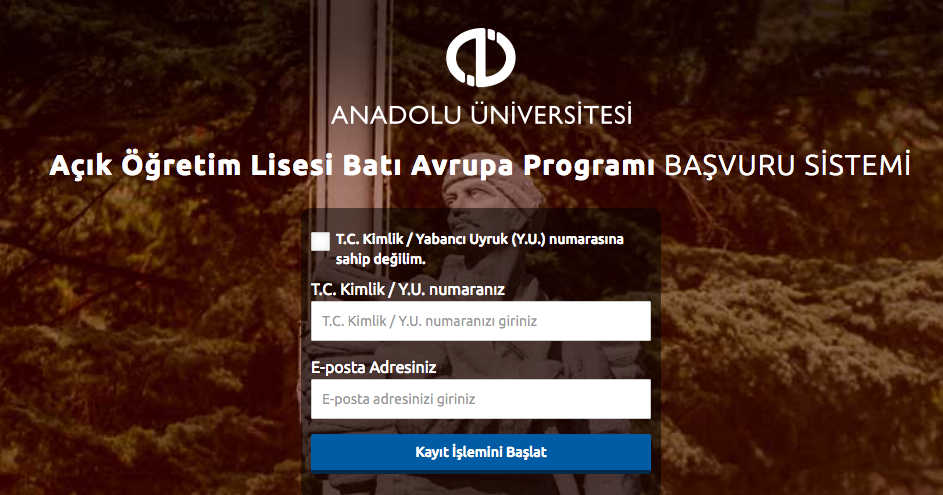 ANADOLU ÜNİVERSİTESİ
Açık Öğretim Lisesi Batı Avrupa Programı BAŞVURU SİSTEMİ
T.C. Kimlik / Yabancı Uyruk (Y.U.) numarasına
sahip değilim.
T.C. Kimlik / Y.U. numaranız
T.C. Kimlik / Y.U. numaranızı giriniz
E-posta Adresiniz
E-posta adresinizi giriniz
Kayıt İşlemini Başlat